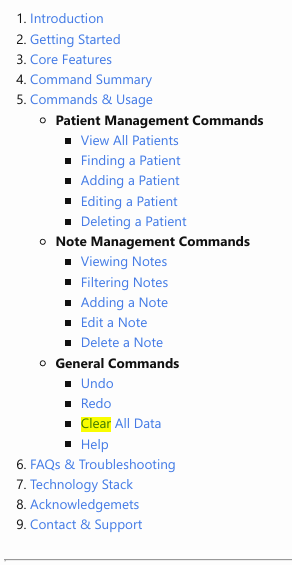 1. Introduction
2. Getting Started
3. Core Features
4. Command Summary
5. Commands & Usage
Patient Management Commands
View All Patients
Finding a Patient
Adding a Patient
Editing a Patient
Deleting a Patient
Note Management Commands
Viewing Notes
Filtering Notes
Adding a Note
Edit a Note
Delete a Note
General Commands
Undo
Redo
Clear All Data
Help
6. FAQs & Troubleshooting
7. Technology Stack
8. Acknowledgemets
9. Contact & Support